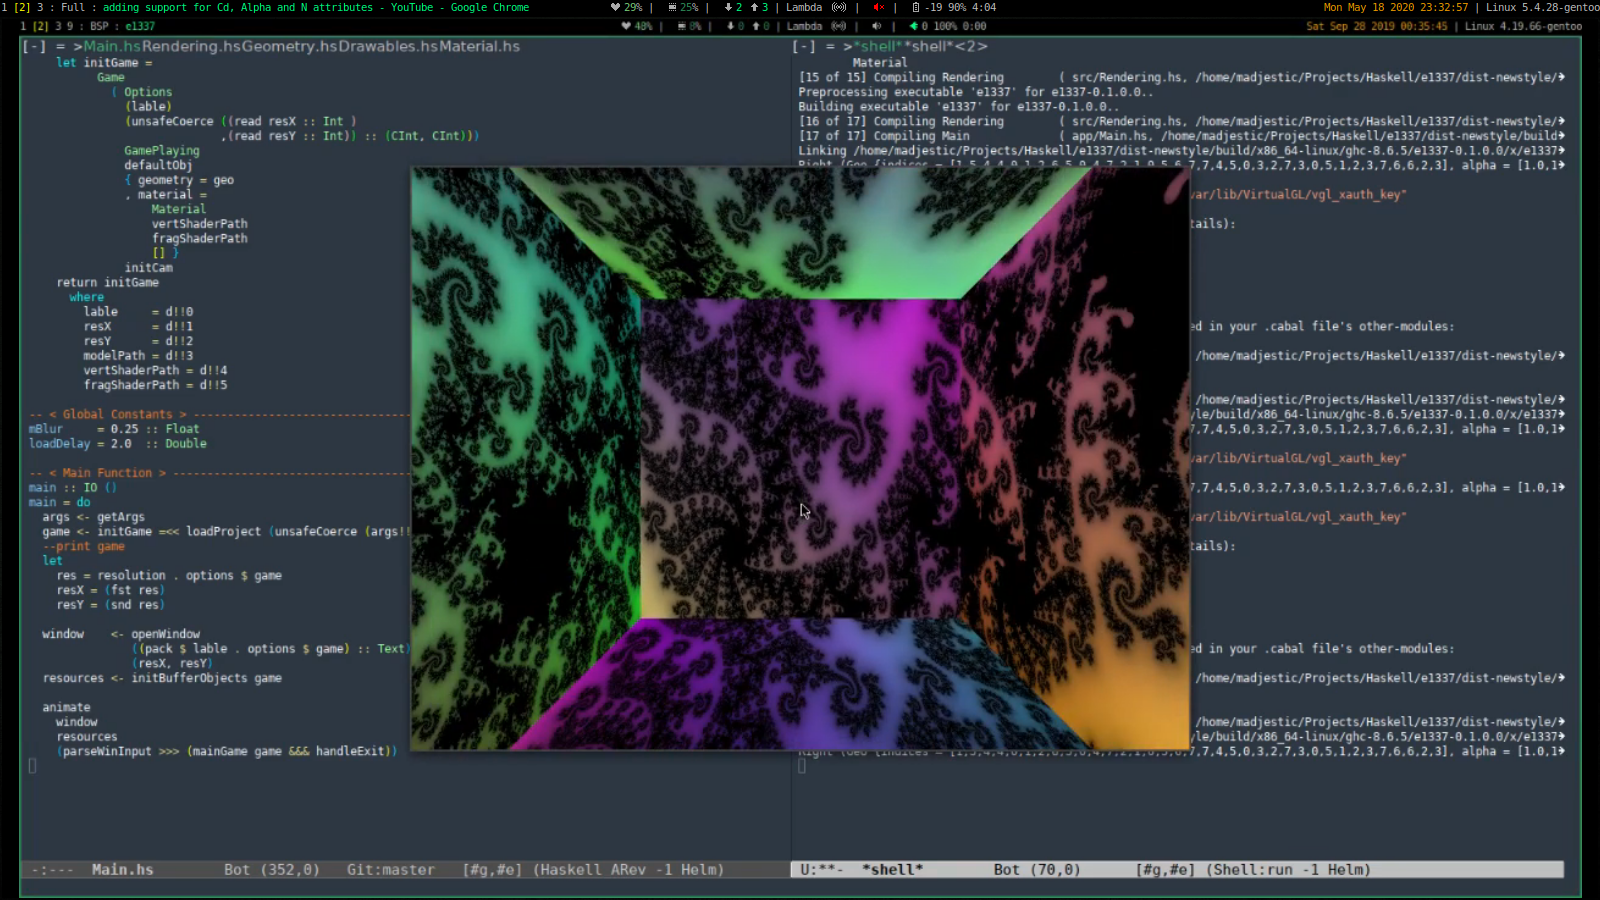 1 [2] 3 : Full : adding support for Cd, Alpha and N attributes - YouTube - Google Chrome
29% | 25% | 2 3 | Lambda | | -19 90% 4:04
Mon May 18 2020 23:32:57 | Linux 5.4.28-gentoo
1 [2] 3 9 : BSP : e1337
48% | 8% | 0 0 | Lambda | | 0 100% 0:00
Sat Sep 28 2019 00:35:45 | Linux 4.19.66-gentoo
[-] = >Main.hsRendering.hsGeometry.hsDrawables.hsMaterial.hs
let initGame =
Game
( Options
(lable)
(unsafeCoerce ((read resX :: Int )
,(read resY :: Int)) :: (CInt, CInt)))
GamePlaying
defaultObj
{ geometry = geo
, material =
Material
vertShaderPath
fragShaderPath
[] }
initCam
return initGame
where
lable = d!!0
resX = d!!1
resY = d!!2
modelPath = d!!3
vertShaderPath = d!!4
fragShaderPath = d!!5
-- < Global Constants > --------------------------------
mBlur = 0.25 :: Float
loadDelay = 2.0 :: Double
-- < Main Function > -----------------------------------
main :: IO ()
main = do
args <- getArgs
game <- initGame =<< loadProject (unsafeCoerce (args!!
--print game
let
res = resolution . options $ game
resX = (fst res)
resY = (snd res)
window <- openWindow
((pack $ lable . options $ game) :: Text)
(resX, resY)
resources <- initBufferObjects game
animate
window
resources
(parseWinInput >>> (mainGame game &&& handleExit))
-:--- Main.hs Bot (352,0) Git:master [#g,#e] (Haskell ARev -1 Helm)
[-] = >*shell**shell*<2>
Material
[15 of 15] Compiling Rendering ( src/Rendering.hs, /home/madjestic/Projects/Haskell/e1337/dist-newstyle/
Preprocessing executable 'e1337' for e1337-0.1.0.0..
Building executable 'e1337' for e1337-0.1.0.0..
[16 of 17] Compiling Rendering ( src/Rendering.hs, /home/madjestic/Projects/Haskell/e1337/dist-newstyle/
[17 of 17] Compiling Main ( app/Main.hs, /home/madjestic/Projects/Haskell/e1337/dist-newstyle/build
Linking /home/madjestic/Projects/Haskell/e1337/dist-newstyle/build/x86_64-linux/ghc-8.6.5/e1337-0.1.0.0/x/e1337
7,7,4,5,0,3,2,7,3,0,5,1,2,3,7,6,6,2,3], alpha = [1.0,1
var/lib/VirtualGL/vgl_xauth_key"
tails):
ed in your .cabal file's other-modules:
/home/madjestic/Projects/Haskell/e1337/dist-newstyle/
/home/madjestic/Projects/Haskell/e1337/dist-newstyle/
le/build/x86_64-linux/ghc-8.6.5/e1337-0.1.0.0/x/e1337
7,7,4,5,0,3,2,7,3,0,5,1,2,3,7,6,6,2,3], alpha = [1.0,1
var/lib/VirtualGL/vgl_xauth_key"
7,7,4,5,0,3,2,7,3,0,5,1,2,3,7,6,6,2,3], alpha = [1.0,1
var/lib/VirtualGL/vgl_xauth_key"
tails):
ed in your .cabal file's other-modules:
/home/madjestic/Projects/Haskell/e1337/dist-newstyle/
/home/madjestic/Projects/Haskell/e1337/dist-newstyle/
le/build/x86_64-linux/ghc-8.6.5/e1337-0.1.0.0/x/e1337
7,7,4,5,0,3,2,7,3,0,5,1,2,3,7,6,6,2,3], alpha = [1.0,1
U:**- *shell* Bot (70,0) [#g,#e] (Shell:run -1 Helm)